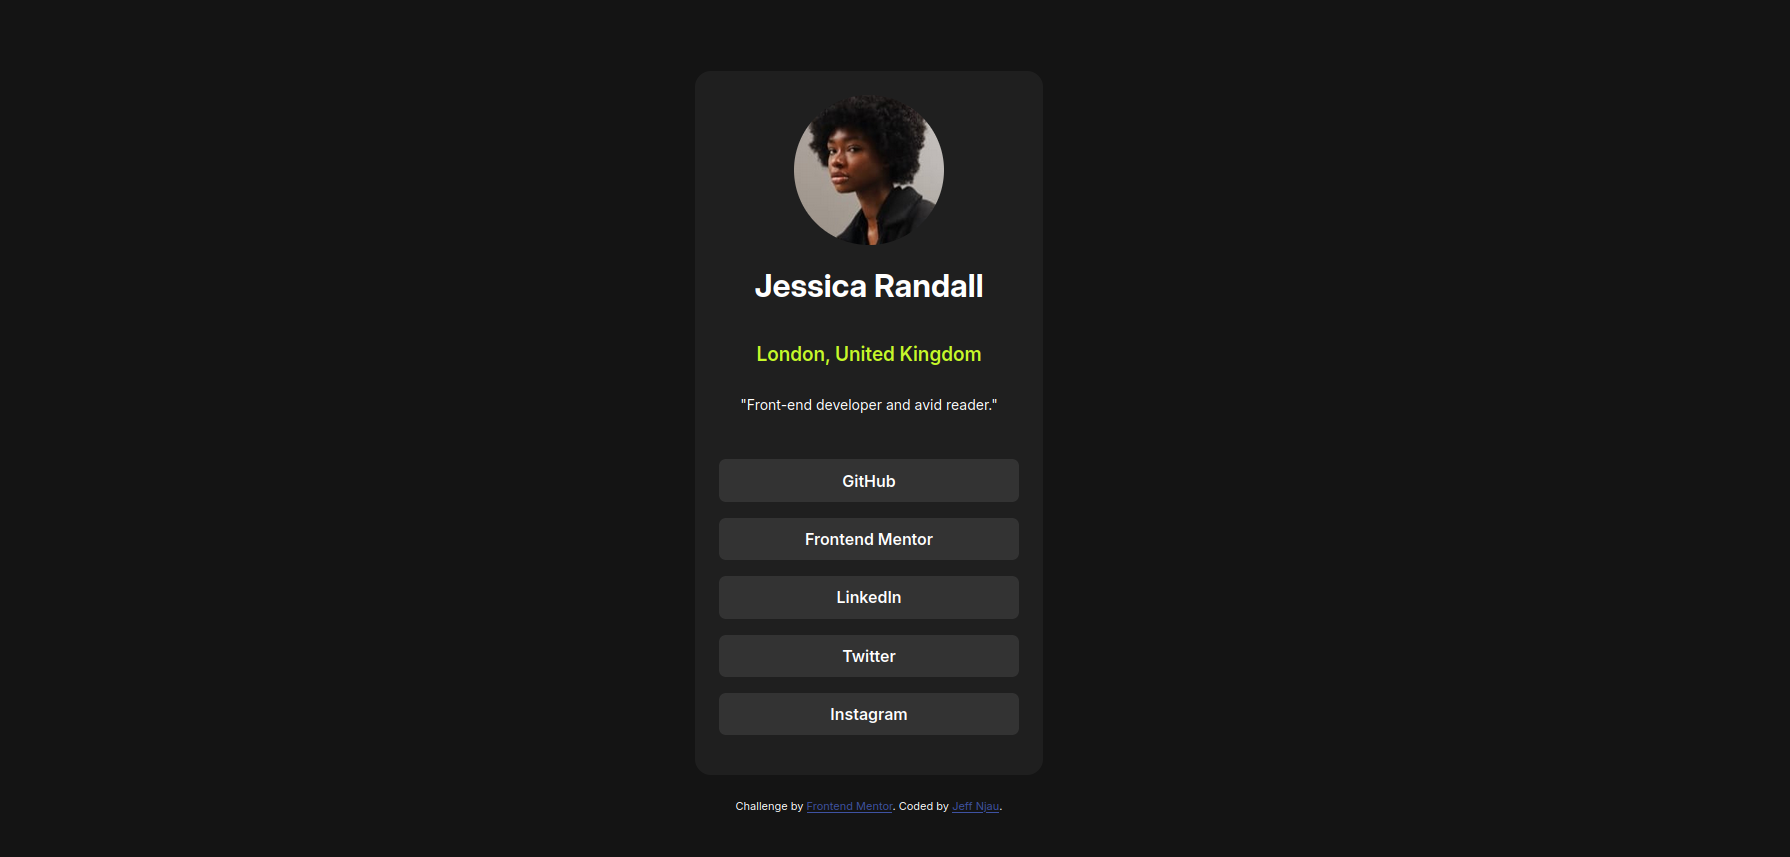 Jessica Randall
London, United Kingdom
"Front-end developer and avid reader."
GitHub
Frontend Mentor
LinkedIn
Twitter
Instagram
Challenge by Frontend Mentor. Coded by Jeff Njau.